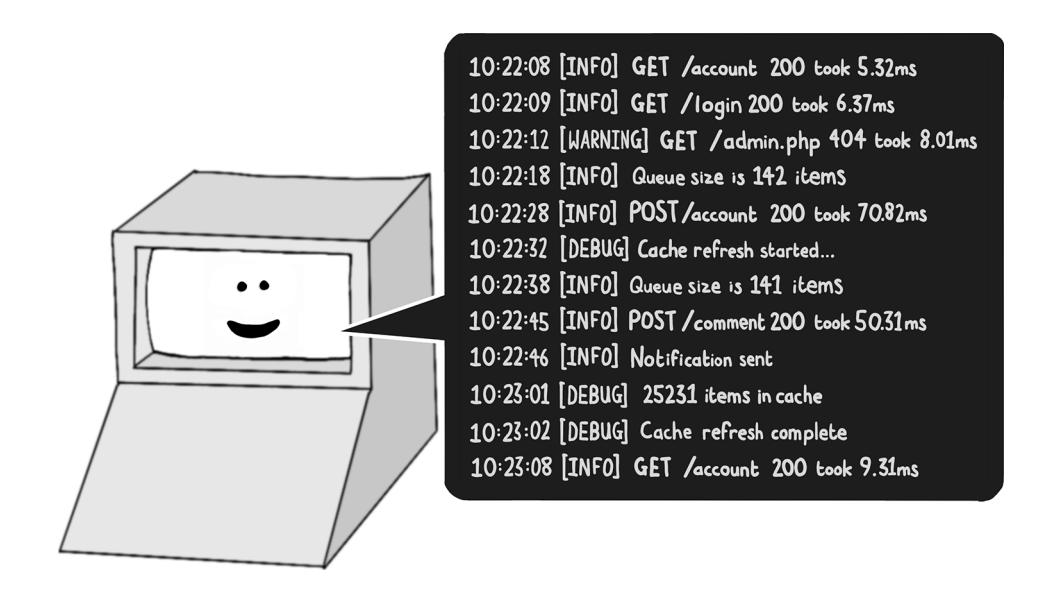 10:22:08 [INFO] GET /account 200 took 5.32ms
10:22:09 [INFO] GET /login 200 took 6.37ms
10:22:12 [WARNING] GET /admin.php 404 took 8.01ms
10:22:18 [INFO] Queue size is 142 items
10:22:28 [INFO] POST /account 200 took 70.82ms
10:22:32 [DEBUG] Cache refresh started...
10:22:38 [INFO] Queue size is 141 items
10:22:45 [INFO] POST /comment 200 took 50.31ms
10:22:46 [INFO] Notification sent
10:23:01 [DEBUG] 25231 items in cache
10:23:02 [DEBUG] Cache refresh complete
10:23:08 [INFO] GET /account 200 took 9.31ms